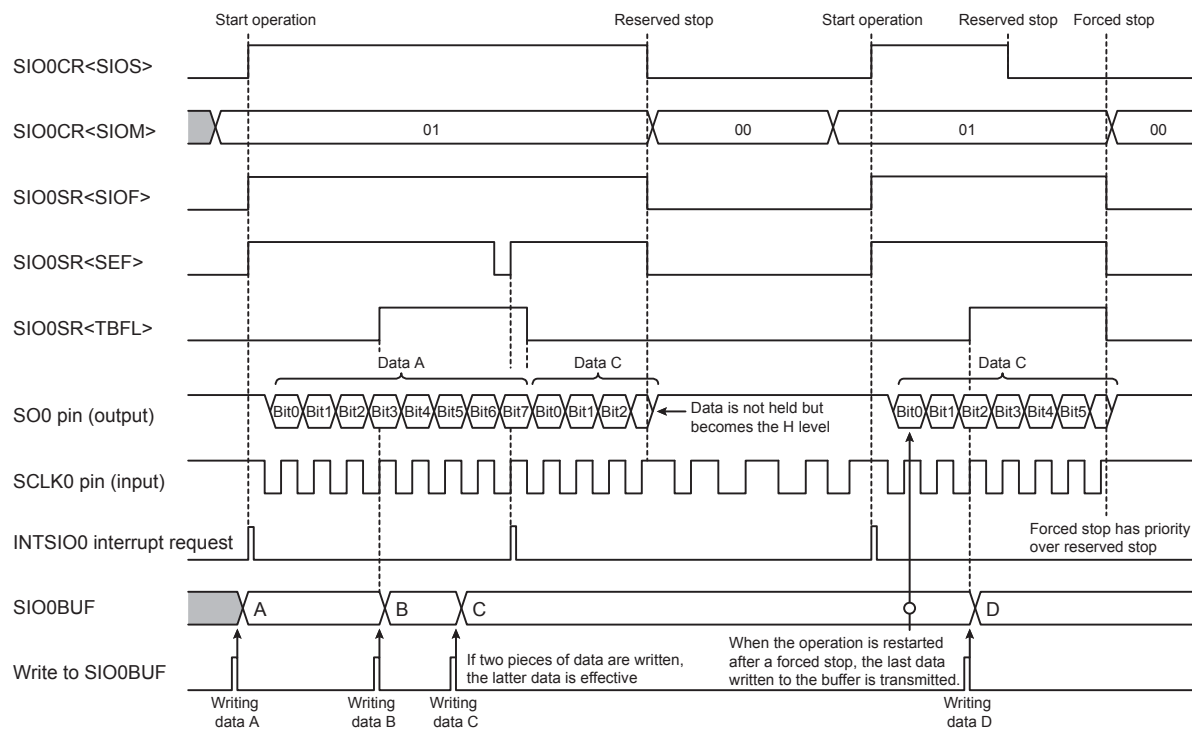 Start operation Reserved stop Start operation Reserved stop Forced stop
SIO0CR<SIOS>
SIO0CR<SIOM> 01 00 01 00
SIO0SR<SIOF>
SIO0SR<SEF>
SIO0SR<TBFL>
Data A Data C Data C
SO0 pin (output) Bit0 Bit1 Bit2 Bit3 Bit4 Bit5 Bit6 Bit7 Bit0 Bit1 Bit2 Bit0 Bit1 Bit2 Bit3 Bit4 Bit5
Data is not held but
becomes the H level
SCLK0 pin (input)
INTSIO0 interrupt request
Forced stop has priority
over reserved stop
SIO0BUF A B C D
Write to SIO0BUF
If two pieces of data are written,
the latter data is effective
When the operation is restarted
after a forced stop, the last data
written to the buffer is transmitted.
Writing
data A
Writing
data B
Writing
data C
Writing
data D